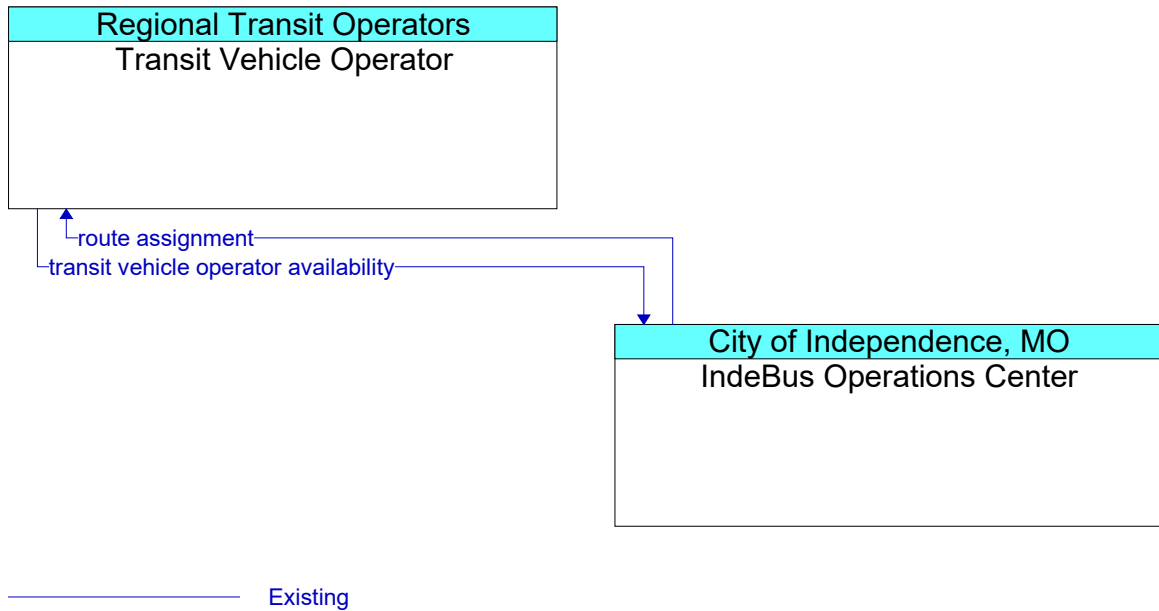 Regional Transit Operators
Transit Vehicle Operator
route assignment
transit vehicle operator availability
City of Independence, MO
IndeBus Operations Center
Existing